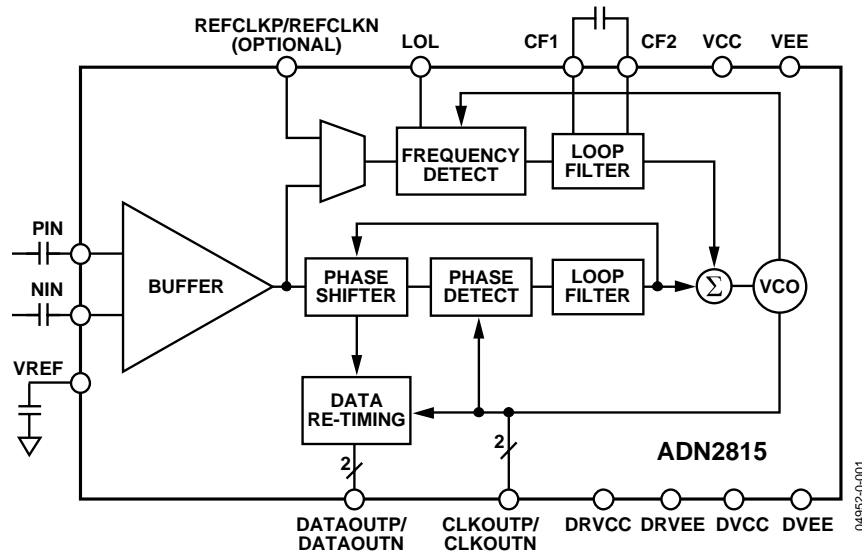 REFCLKP/REFCLKN
(OPTIONAL)
LOL
CF1
CF2
VCC
VEE
FREQUENCY
DETECT
LOOP
FILTER
PIN
NIN
VREF
BUFFER
PHASE
SHIFTER
PHASE
DETECT
LOOP
FILTER
Σ
VCO
DATA
RE-TIMING
2
2
ADN2815
DATAOUTP/
DATAOUTN
CLKOUTP/
CLKOUTN
DRVCC
DRVEE
DVCC
DVEE
04952-0-001